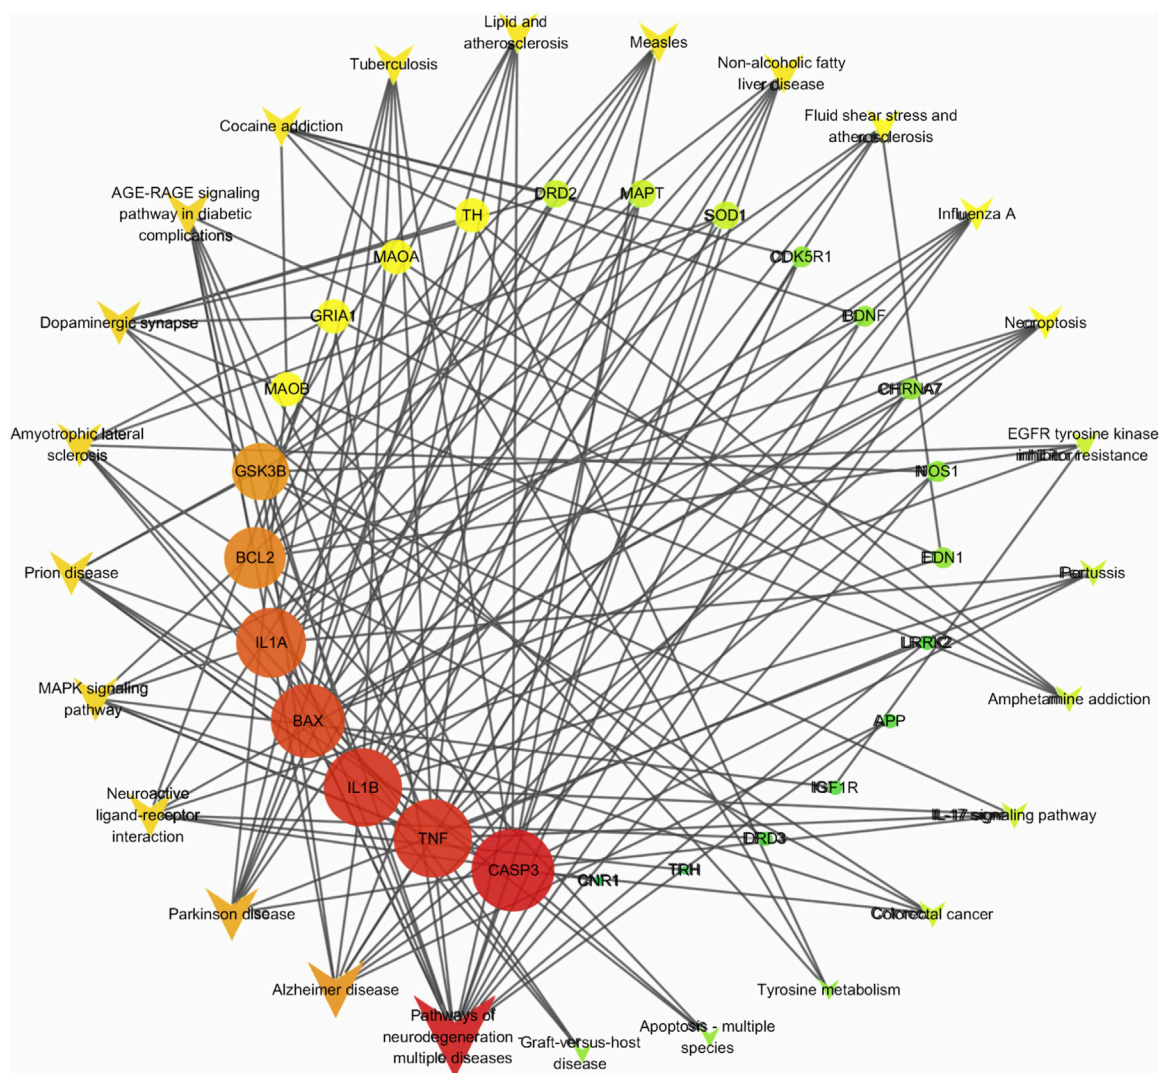 Lipid and
atherosclerosis
Measles
Tuberculosis
Non-alcoholic fatty
liver disease
Cocaine addiction
Fluid shear stress and
atherosclerosis
AGE-RAGE signaling
pathway in diabetic
complications
DRD2
MAPT
TH
SOD1
Influenza A
MAOA
CDK5R1
Dopaminergic synapse
GRIA1
BDNF
Necroptosis
MAOB
CHRNA7
Amyotrophic lateral
sclerosis
EGFR tyrosine kinase
inhibitor resistance
GSK3B
NOS1
BCL2
EDN1
Prion disease
Pertussis
IL1A
LRRK2
MAPK signaling
pathway
Amphetamine addiction
BAX
APP
IL1B
IGF1R
Neuroactive
ligand-receptor
interaction
IL-17 signaling pathway
TNF
DRD3
CASP3
CNR1
TRH
Parkinson disease
Colorectal cancer
Alzheimer disease
Tyrosine metabolism
Pathways of
neurodegeneration -
multiple diseases
Graft-versus-host
disease
Apoptosis - multiple
species